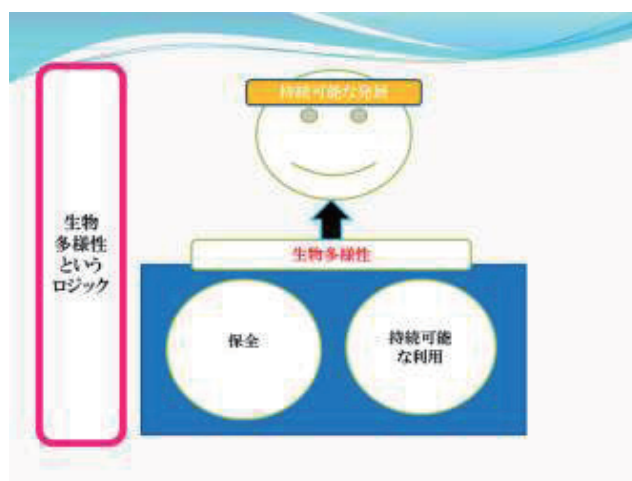 生物
多様性
という
ロジック
持続可能な発展
生物多様性
保全
持続可能
な利用